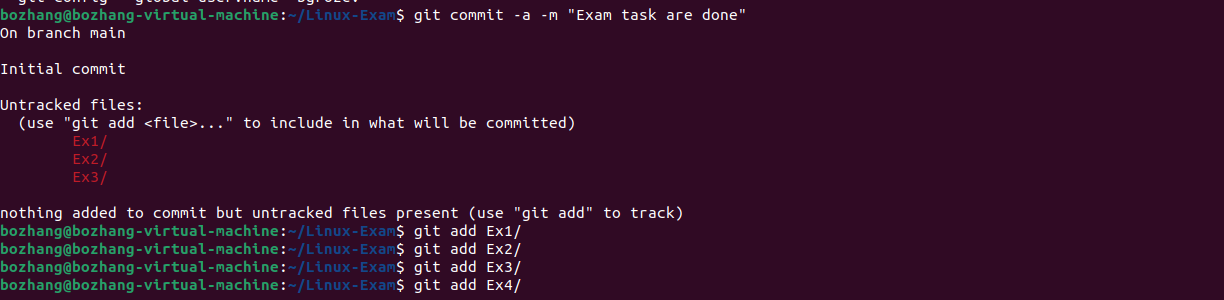 bozhang@bozhang-virtual-machine:~/Linux-Exam$ git commit -a -m "Exam task are done"
On branch main
Initial commit
Untracked files:
(use "git add <file>..." to include in what will be committed)
Ex1/
Ex2/
Ex3/
nothing added to commit but untracked files present (use "git add" to track)
bozhang@bozhang-virtual-machine:~/Linux-Exam$ git add Ex1/
bozhang@bozhang-virtual-machine:~/Linux-Exam$ git add Ex2/
bozhang@bozhang-virtual-machine:~/Linux-Exam$ git add Ex3/
bozhang@bozhang-virtual-machine:~/Linux-Exam$ git add Ex4/